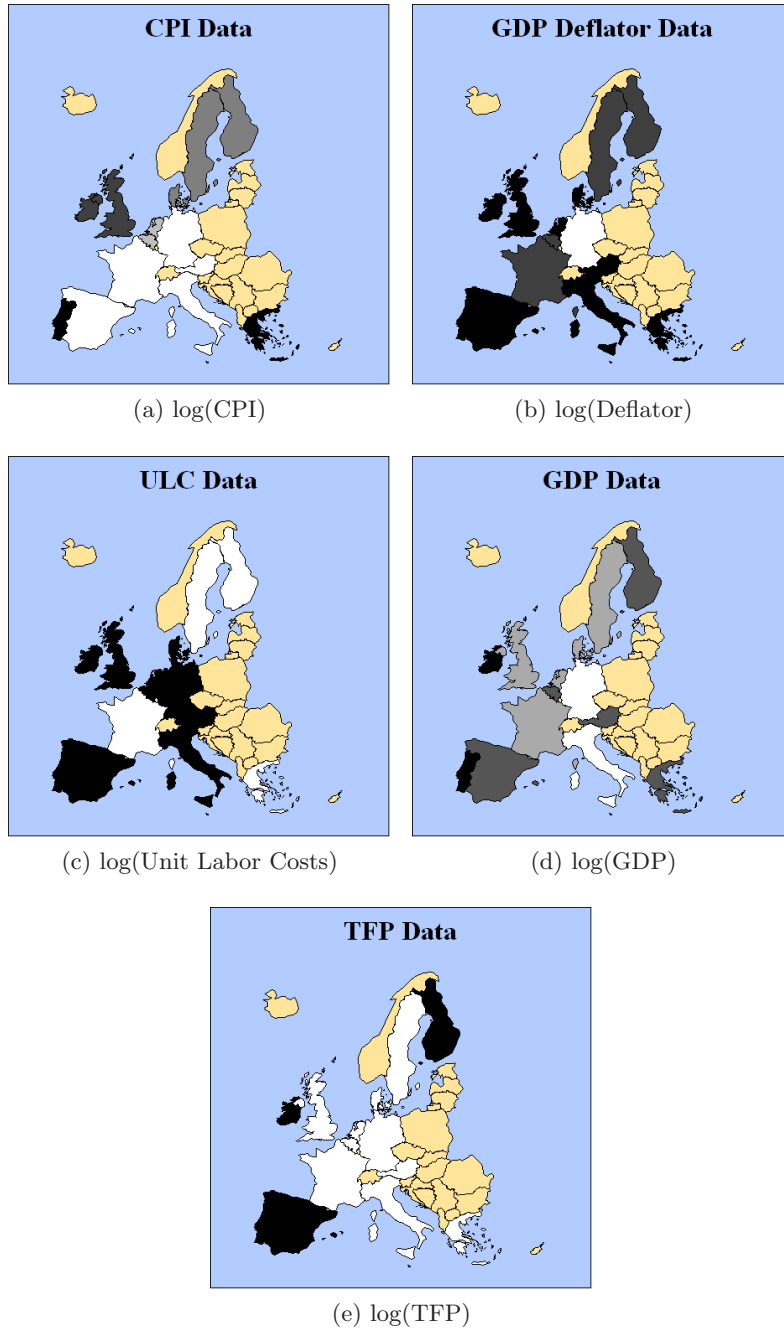 CPI Data
GDP Deflator Data
(a) log(CPI)
(b) log(Deflator)
ULC Data
GDP Data
(c) log(Unit Labor Costs)
(d) log(GDP)
TFP Data
(e) log(TFP)